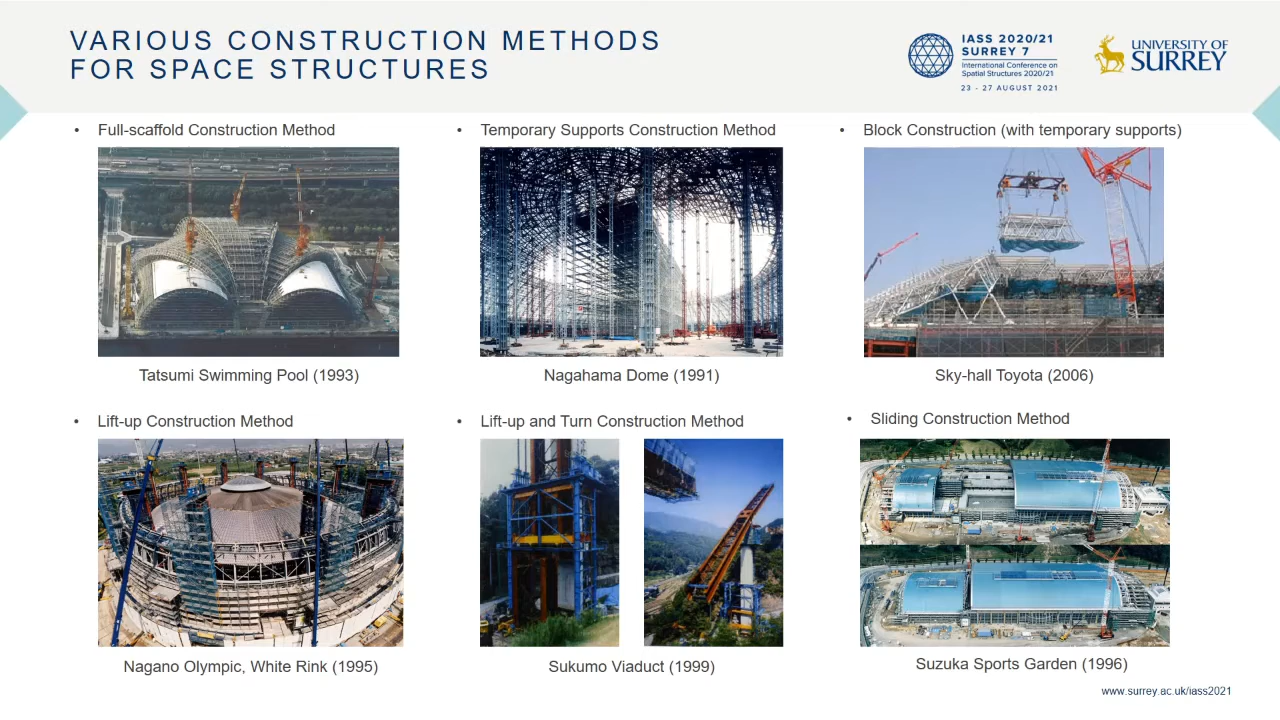 VARIOUS CONSTRUCTION METHODS
FOR SPACE STRUCTURES
IASS 2020/21
SURREY 7
International Conference on
Spatial Structures 2020/21
23 - 27 AUGUST 2021
UNIVERSITY OF
SURREY
• Full-scaffold Construction Method
• Temporary Supports Construction Method
• Block Construction (with temporary supports)
Tatsumi Swimming Pool (1993)
Nagahama Dome (1991)
Sky-hall Toyota (2006)
• Lift-up Construction Method
• Lift-up and Turn Construction Method
• Sliding Construction Method
Nagano Olympic, White Rink (1995)
Sukumo Viaduct (1999)
Suzuka Sports Garden (1996)
www.surrey.ac.uk/iass2021